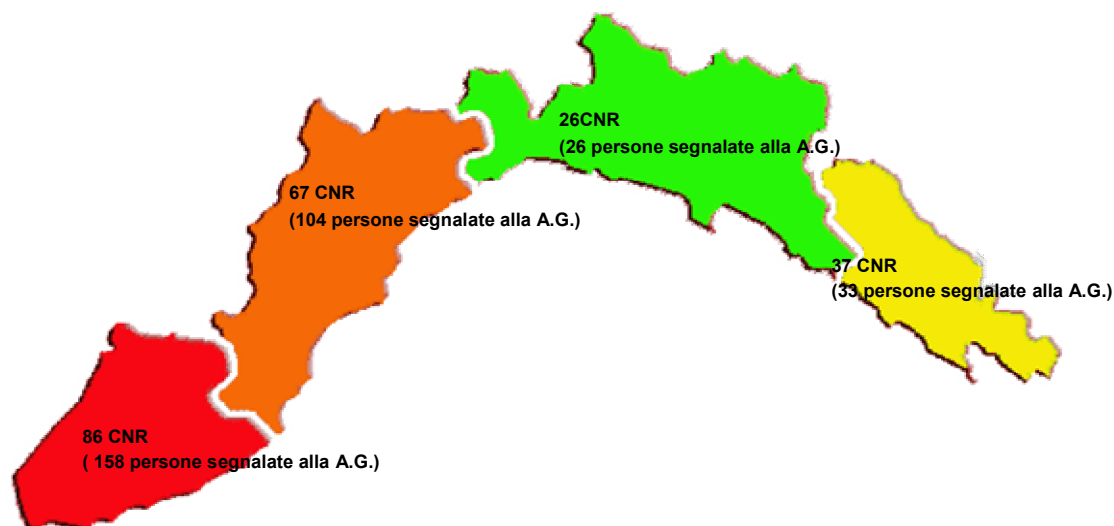 26CNR
(26 persone segnalate alla A.G.)
67 CNR
(104 persone segnalate alla A.G.)
37 CNR
(33 persone segnalate alla A.G.)
86 CNR
( 158 persone segnalate alla A.G.)